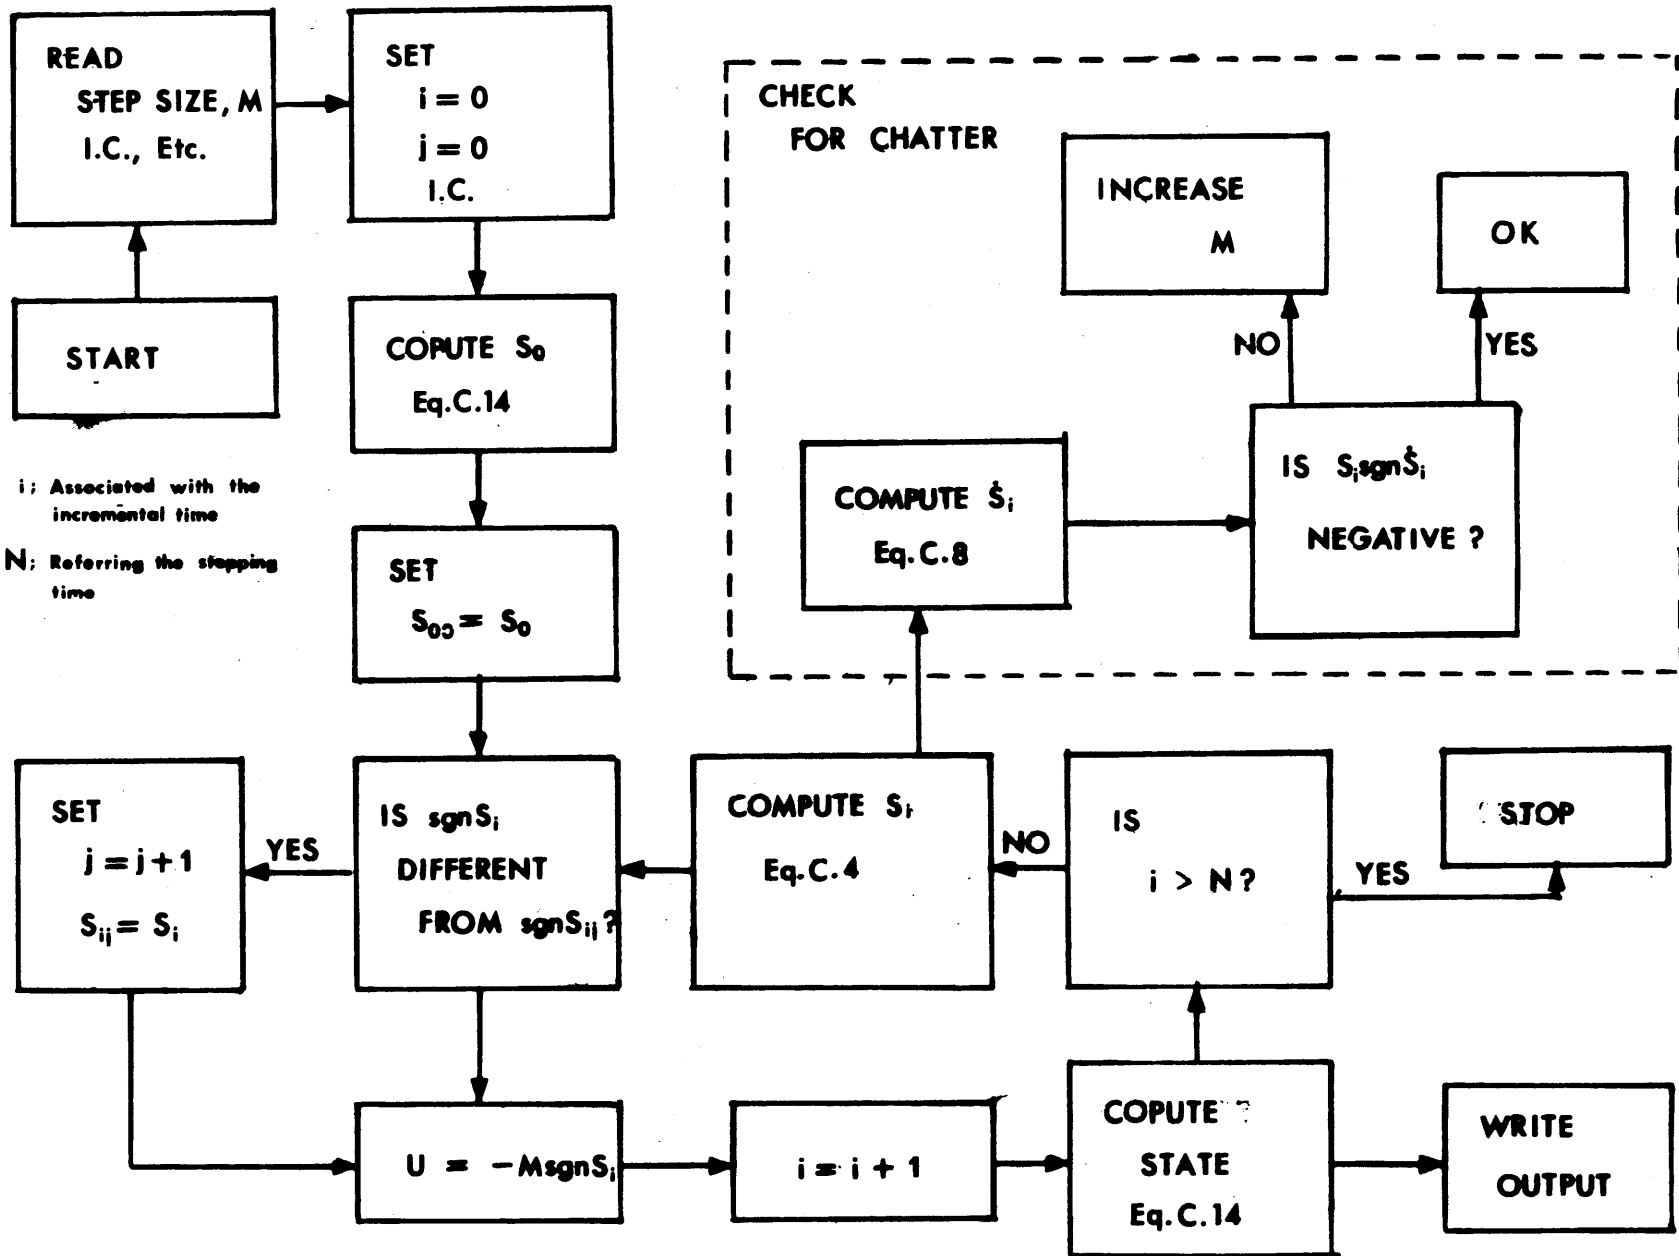 READ
STEP SIZE, M
I.C., Etc.
SET
i = 0
j = 0
I.C.
START
i; Associated with the
incremental time
N; Referring the stopping
time
COPUTE S₀
Eq.C.14
SET
S₀₀ = S₀
CHECK
FOR CHATTER
INCREASE
M
OK
NO
YES
COMPUTE Ṡᵢ
Eq.C.8
IS SᵢsgnṠᵢ
NEGATIVE ?
SET
j = j+1
Sᵢⱼ = Sᵢ
YES
IS sgnSᵢ
DIFFERENT
FROM sgnSᵢⱼ?
COMPUTE Sᵢ
Eq.C.4
NO
IS
i > N?
YES
STOP
U = -MsgnSᵢ
i = i + 1
COPUTE
STATE
Eq.C.14
WRITE
OUTPUT